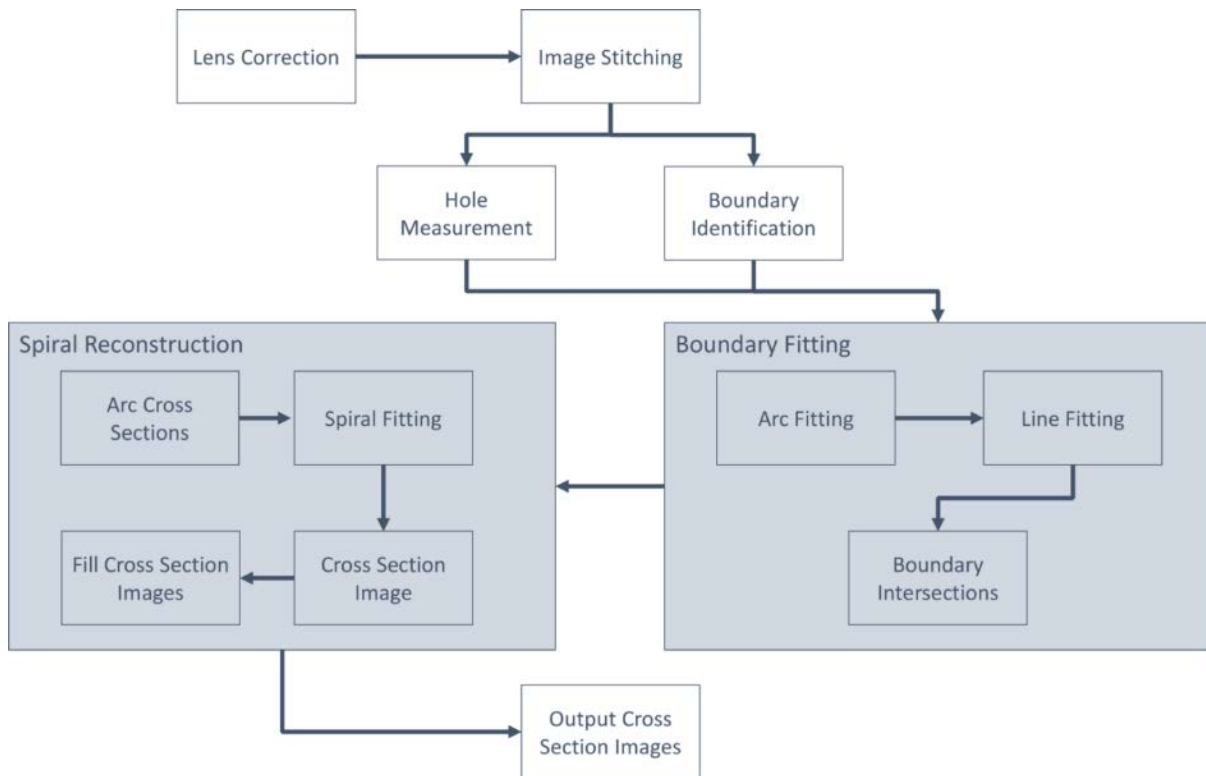 Lens Correction
Image Stitching
Hole
Measurement
Boundary
Identification
Spiral Reconstruction
Arc Cross
Sections
Spiral Fitting
Fill Cross Section
Images
Cross Section
Image
Boundary Fitting
Arc Fitting
Line Fitting
Boundary
Intersections
Output Cross
Section Images